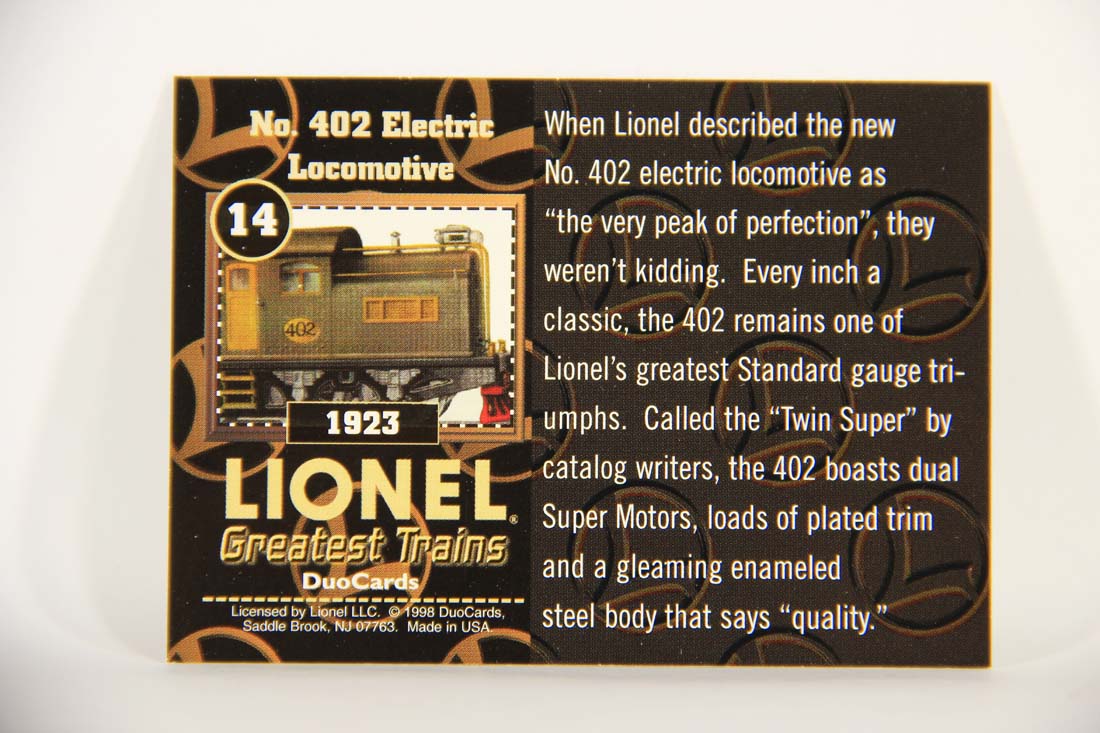 No. 402 Electric
Locomotive
14
402
1923
LIONEL®
Greatest Trains
DuoCards
Licensed by Lionel LLC. © 1998 DuoCards,
Saddle Brook, NJ 07763. Made in USA.
When Lionel described the new
No. 402 electric locomotive as
“the very peak of perfection”, they
weren’t kidding. Every inch a
classic, the 402 remains one of
Lionel’s greatest Standard gauge tri-
umphs. Called the “Twin Super” by
catalog writers, the 402 boasts dual
Super Motors, loads of plated trim
and a gleaming enameled
steel body that says “quality.”